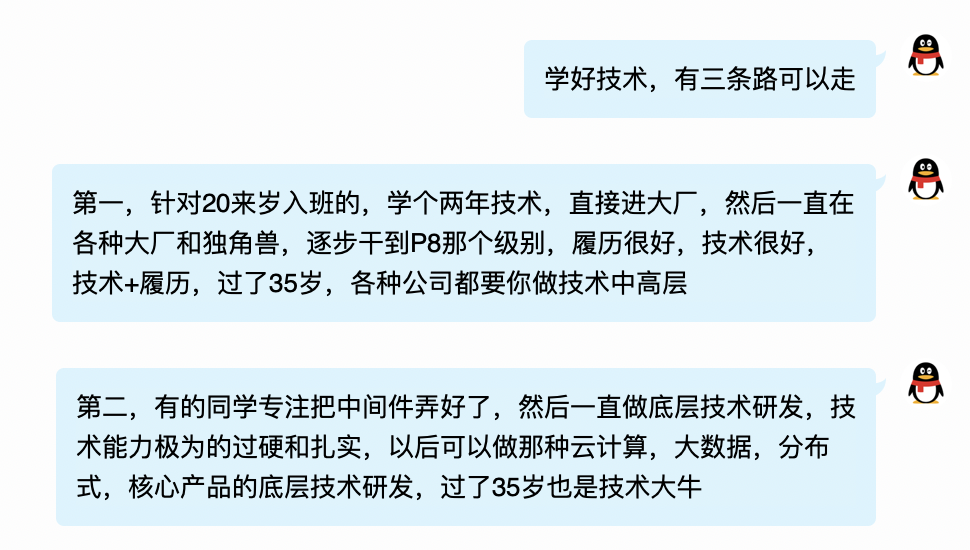 学好技术，有三条路可以走
第一，针对20来岁入班的，学个两年技术，直接进大厂，然后一直在
各种大厂和独角兽，逐步干到P8那个级别，履历很好，技术很好，
技术+履历，过了35岁，各种公司都要你做技术中高层
第二，有的同学专注把中间件弄好了，然后一直做底层技术研发，技
术能力极为的过硬和扎实，以后可以做那种云计算，大数据，分布
式，核心产品的底层技术研发，过了35岁也是技术大牛